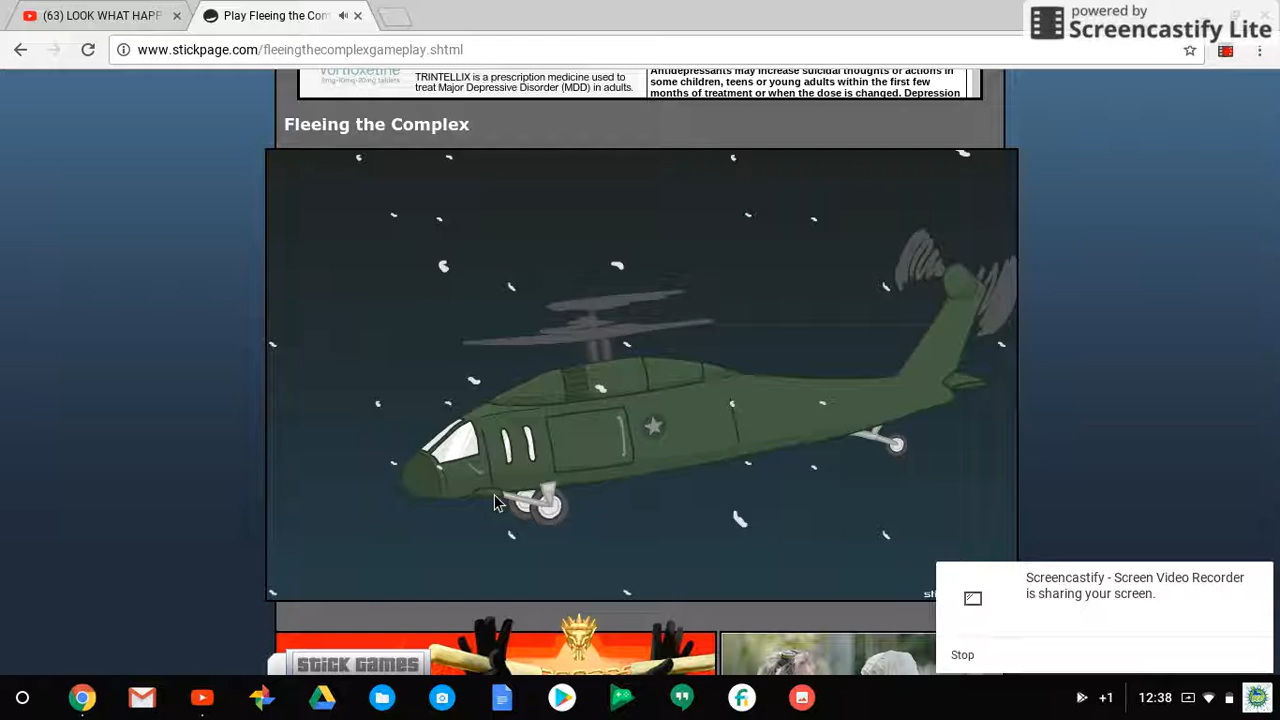 (63) LOOK WHAT HAPP
Play Fleeing the Com
powered by
Screencastify Lite
www.stickpage.com/fleeingthecomplexgameplay.shtml
TRINTELLIX is a prescription medicine used to
treat Major Depressive Disorder (MDD) in adults.
Antidepressants may increase suicidal thoughts or actions in
some children, teens or young adults within the first few
months of treatment or when the dose is changed. Depression
Fleeing the Complex
Screencastify - Screen Video Recorder
is sharing your screen.
Stop
STICK GAMES
+1
12:38